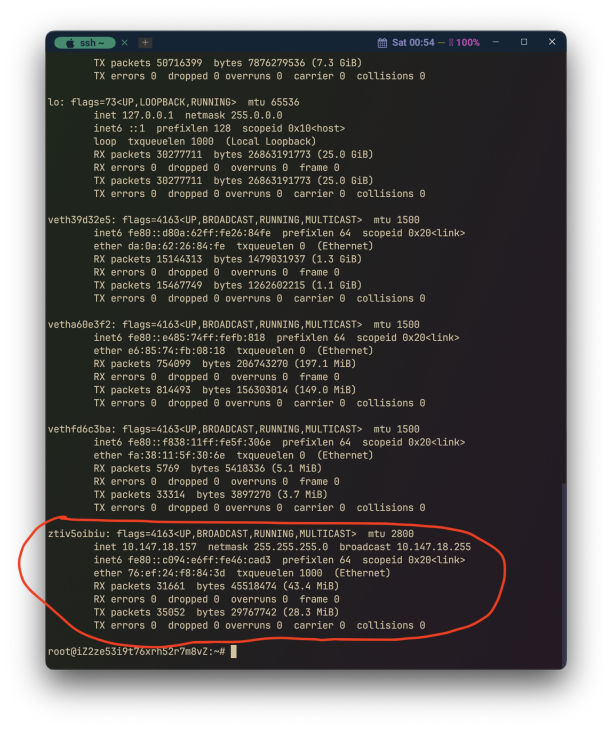 ssh ~ × + Sat 00:54 — 100% — □ ×
TX packets 50716399 bytes 7876279536 (7.3 GiB)
TX errors 0 dropped 0 overruns 0 carrier 0 collisions 0
lo: flags=73<UP,LOOPBACK,RUNNING> mtu 65536
inet 127.0.0.1 netmask 255.0.0.0
inet6 ::1 prefixlen 128 scopeid 0x10<host>
loop txqueuelen 1000 (Local Loopback)
RX packets 30277711 bytes 26863191773 (25.0 GiB)
RX errors 0 dropped 0 overruns 0 frame 0
TX packets 30277711 bytes 26863191773 (25.0 GiB)
TX errors 0 dropped 0 overruns 0 carrier 0 collisions 0
veth39d32e5: flags=4163<UP,BROADCAST,RUNNING,MULTICAST> mtu 1500
inet6 fe80::d80a:62ff:fe26:84fe prefixlen 64 scopeid 0x20<link>
ether da:0a:62:26:84:fe txqueuelen 0 (Ethernet)
RX packets 15144313 bytes 1479031937 (1.3 GiB)
RX errors 0 dropped 0 overruns 0 frame 0
TX packets 15467749 bytes 1262602215 (1.1 GiB)
TX errors 0 dropped 0 overruns 0 carrier 0 collisions 0
vetha60e3f2: flags=4163<UP,BROADCAST,RUNNING,MULTICAST> mtu 1500
inet6 fe80::e485:74ff:fefb:818 prefixlen 64 scopeid 0x20<link>
ether e6:85:74:fb:08:18 txqueuelen 0 (Ethernet)
RX packets 754099 bytes 206743270 (197.1 MiB)
RX errors 0 dropped 0 overruns 0 frame 0
TX packets 814493 bytes 156303014 (149.0 MiB)
TX errors 0 dropped 0 overruns 0 carrier 0 collisions 0
vethfd6c3ba: flags=4163<UP,BROADCAST,RUNNING,MULTICAST> mtu 1500
inet6 fe80::f838:11ff:fe5f:306e prefixlen 64 scopeid 0x20<link>
ether fa:38:11:5f:30:6e txqueuelen 0 (Ethernet)
RX packets 5769 bytes 5418336 (5.1 MiB)
RX errors 0 dropped 0 overruns 0 frame 0
TX packets 33314 bytes 3897270 (3.7 MiB)
TX errors 0 dropped 0 overruns 0 carrier 0 collisions 0
ztiv5oibiu: flags=4163<UP,BROADCAST,RUNNING,MULTICAST> mtu 2800
inet 10.147.18.157 netmask 255.255.255.0 broadcast 10.147.18.255
inet6 fe80::c094:e6ff:fe46:cad3 prefixlen 64 scopeid 0x20<link>
ether 76:ef:24:f8:84:3d txqueuelen 1000 (Ethernet)
RX packets 31661 bytes 45518474 (43.4 MiB)
RX errors 0 dropped 0 overruns 0 frame 0
TX packets 35052 bytes 29767742 (28.3 MiB)
TX errors 0 dropped 0 overruns 0 carrier 0 collisions 0
root@iZ2ze53i9t76xrh52r7m8vZ:~#